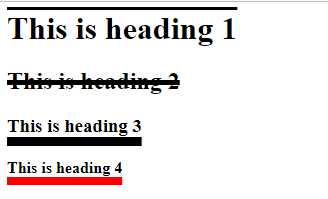 This is heading 1
This is heading 2
This is heading 3
This is heading 4